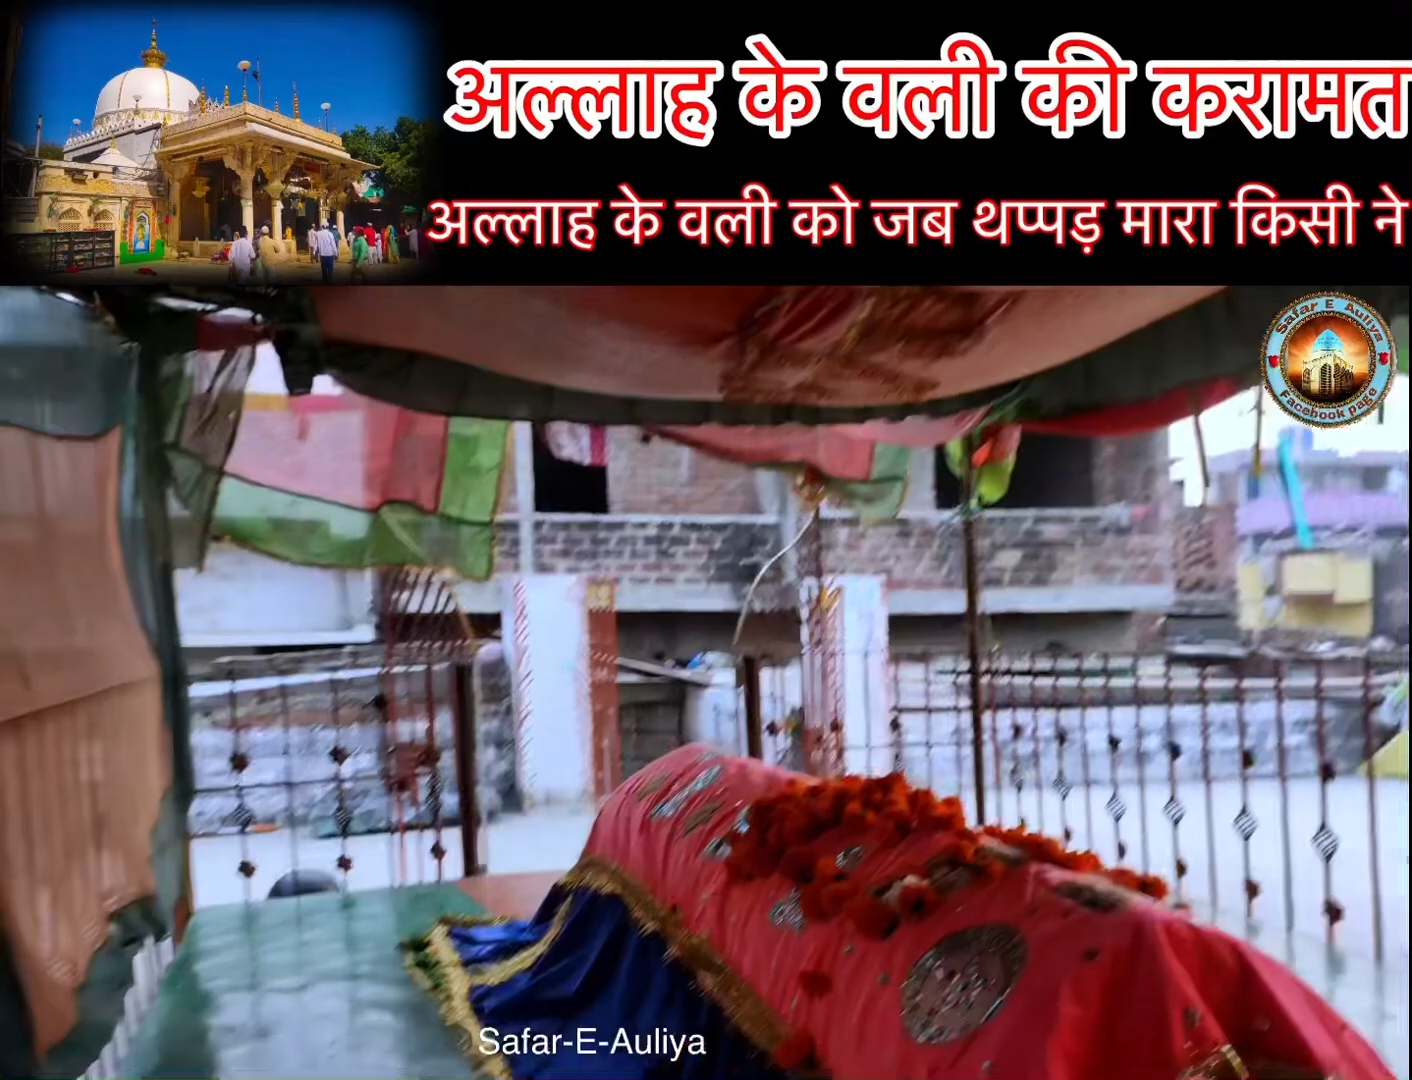 अल्लाह के वली की करामत
अल्लाह के वली को जब थप्पड़ मारा किसी ने
Safar E Auliya
Facebook page
Safar-E-Auliya